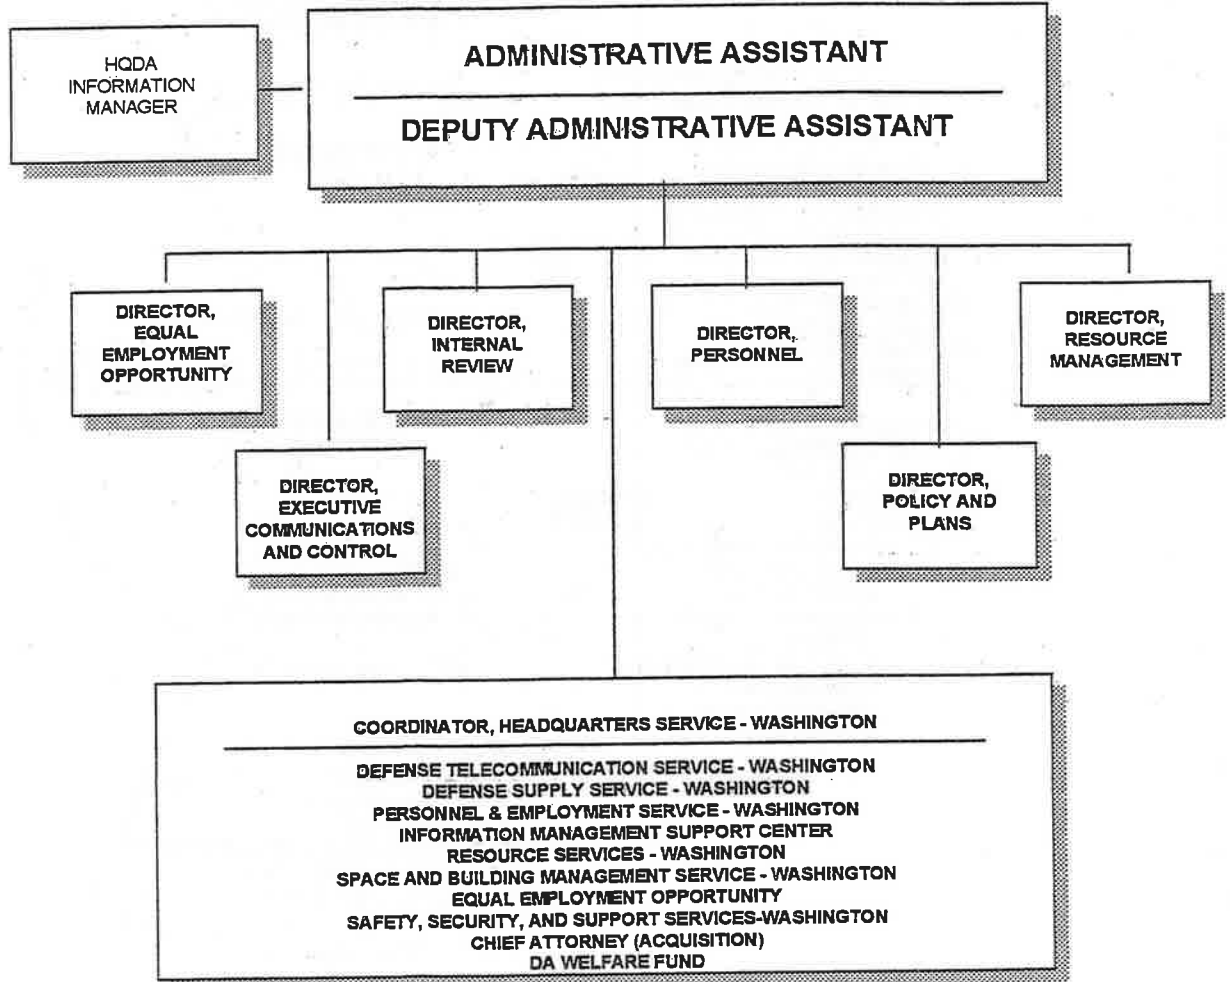 HQDA
INFORMATION
MANAGER
ADMINISTRATIVE ASSISTANT
DEPUTY ADMINISTRATIVE ASSISTANT
DIRECTOR,
EQUAL
EMPLOYMENT
OPPORTUNITY
DIRECTOR,
INTERNAL
REVIEW
DIRECTOR,
PERSONNEL
DIRECTOR,
RESOURCE
MANAGEMENT
DIRECTOR,
EXECUTIVE
COMMUNICATIONS
AND CONTROL
DIRECTOR,
POLICY AND
PLANS
COORDINATOR, HEADQUARTERS SERVICE - WASHINGTON
DEFENSE TELECOMMUNICATION SERVICE - WASHINGTON
DEFENSE SUPPLY SERVICE - WASHINGTON
PERSONNEL & EMPLOYMENT SERVICE - WASHINGTON
INFORMATION MANAGEMENT SUPPORT CENTER
RESOURCE SERVICES - WASHINGTON
SPACE AND BUILDING MANAGEMENT SERVICE - WASHINGTON
EQUAL EMPLOYMENT OPPORTUNITY
SAFETY, SECURITY, AND SUPPORT SERVICES-WASHINGTON
CHIEF ATTORNEY (ACQUISITION)
DA WELFARE FUND